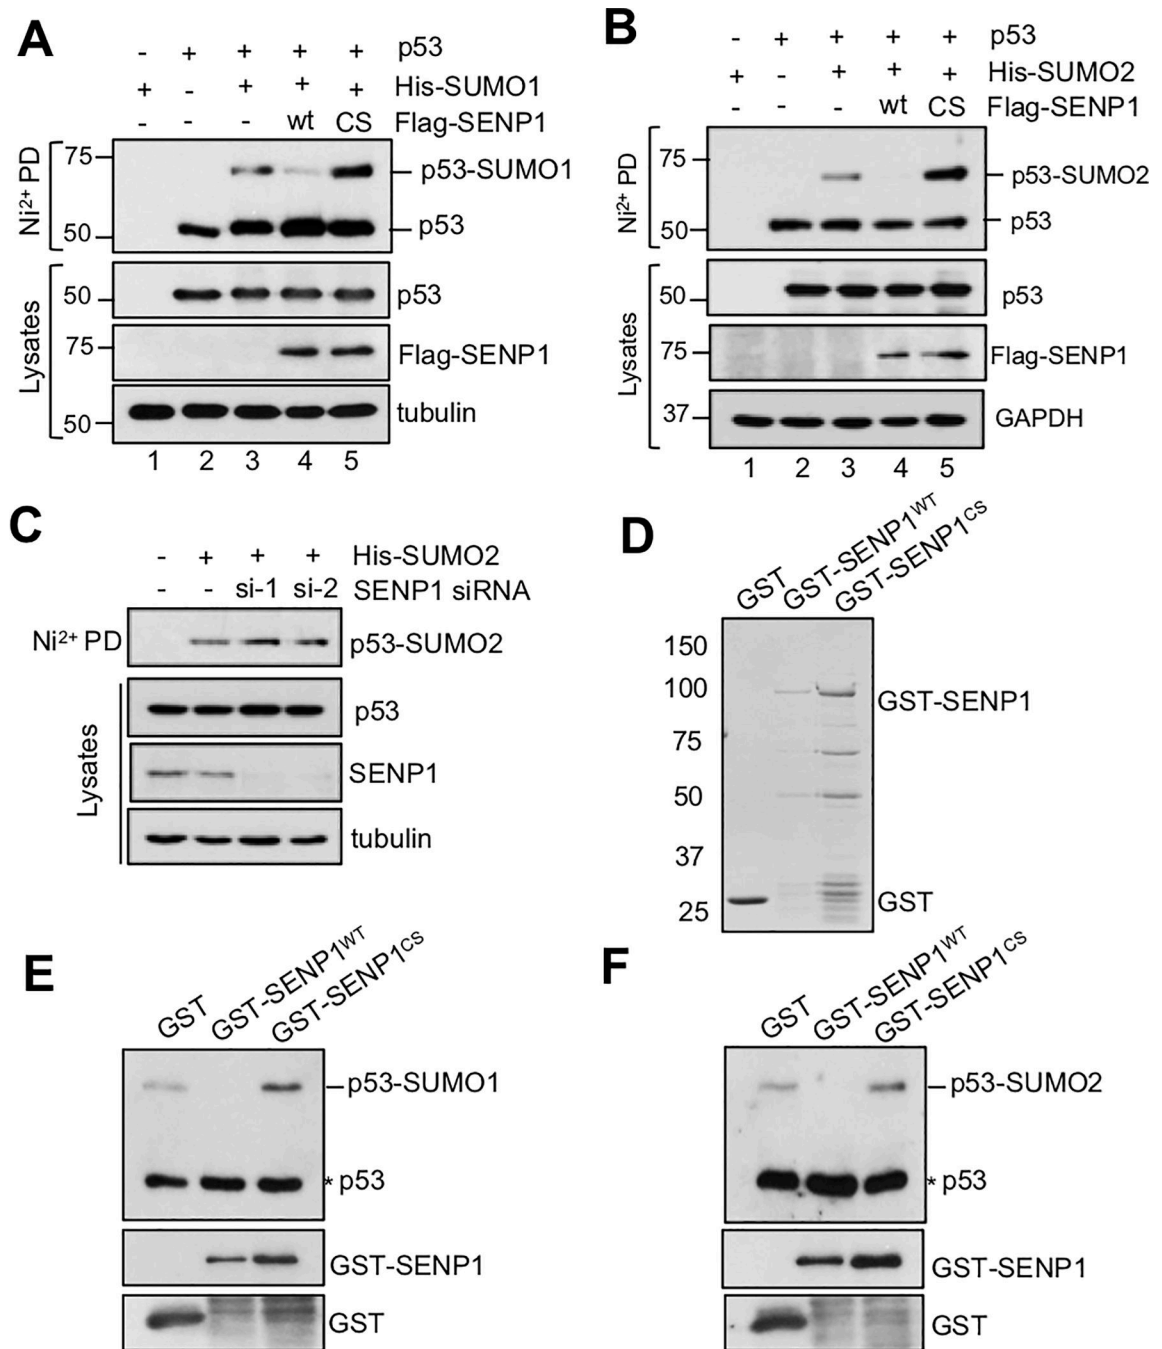 A
- + + + + p53
+ - + + + His-SUMO1
- - - wt CS Flag-SENP1
Ni²⁺ PD
75
p53-SUMO1
50
p53
Lysates
50
p53
75
Flag-SENP1
50
tubulin
1 2 3 4 5
B
- + + + + p53
+ - + + + His-SUMO2
- - - wt CS Flag-SENP1
Ni²⁺ PD
75
p53-SUMO2
50
p53
Lysates
50
p53
75
Flag-SENP1
37
GAPDH
1 2 3 4 5
C
- + + + His-SUMO2
- - si-1 si-2 SENP1 siRNA
Ni²⁺ PD
p53-SUMO2
Lysates
p53
SENP1
tubulin
D
GST
GST-SENP1ᵂᵀ
GST-SENP1ᶜˢ
150
100
GST-SENP1
75
50
37
25
GST
E
GST
GST-SENP1ᵂᵀ
GST-SENP1ᶜˢ
p53-SUMO1
* p53
GST-SENP1
GST
F
GST
GST-SENP1ᵂᵀ
GST-SENP1ᶜˢ
p53-SUMO2
* p53
GST-SENP1
GST